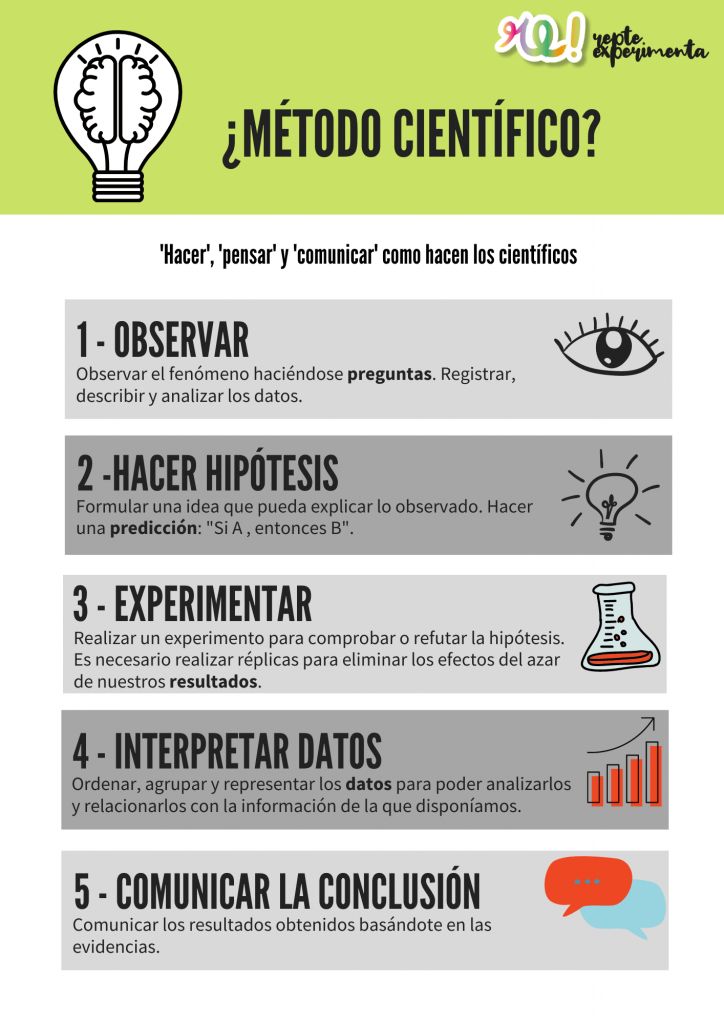 re!
repte
experimenta
¿MÉTODO CIENTÍFICO?
'Hacer', 'pensar' y 'comunicar' como hacen los científicos
1 - OBSERVAR
Observar el fenómeno haciéndose preguntas. Registrar,
describir y analizar los datos.
2 -HACER HIPÓTESIS
Formular una idea que pueda explicar lo observado. Hacer
una predicción: "Si A , entonces B".
3 - EXPERIMENTAR
Realizar un experimento para comprobar o refutar la hipótesis.
Es necesario realizar réplicas para eliminar los efectos del azar
de nuestros resultados.
4 - INTERPRETAR DATOS
Ordenar, agrupar y representar los datos para poder analizarlos
y relacionarlos con la información de la que disponíamos.
5 - COMUNICAR LA CONCLUSIÓN
Comunicar los resultados obtenidos basándote en las
evidencias.